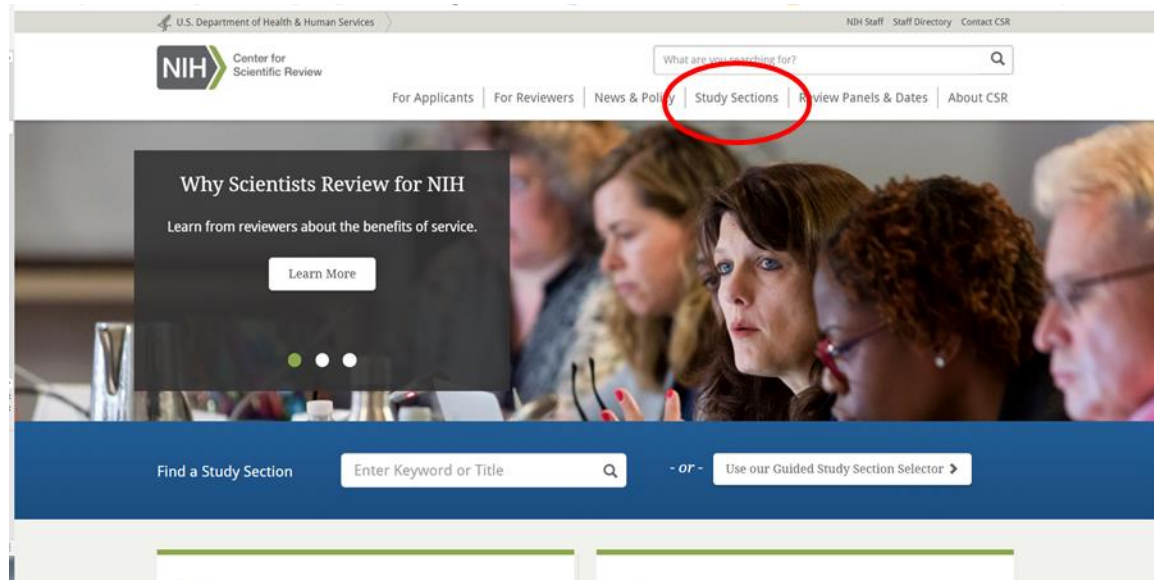 U.S. Department of Health & Human Services
NIH Staff Staff Directory Contact CSR
NIH Center for
Scientific Review
What are you searching for?
For Applicants For Reviewers News & Policy Study Sections Review Panels & Dates About CSR
Why Scientists Review for NIH
Learn from reviewers about the benefits of service.
Learn More
Find a Study Section
Enter Keyword or Title
- or -
Use our Guided Study Section Selector